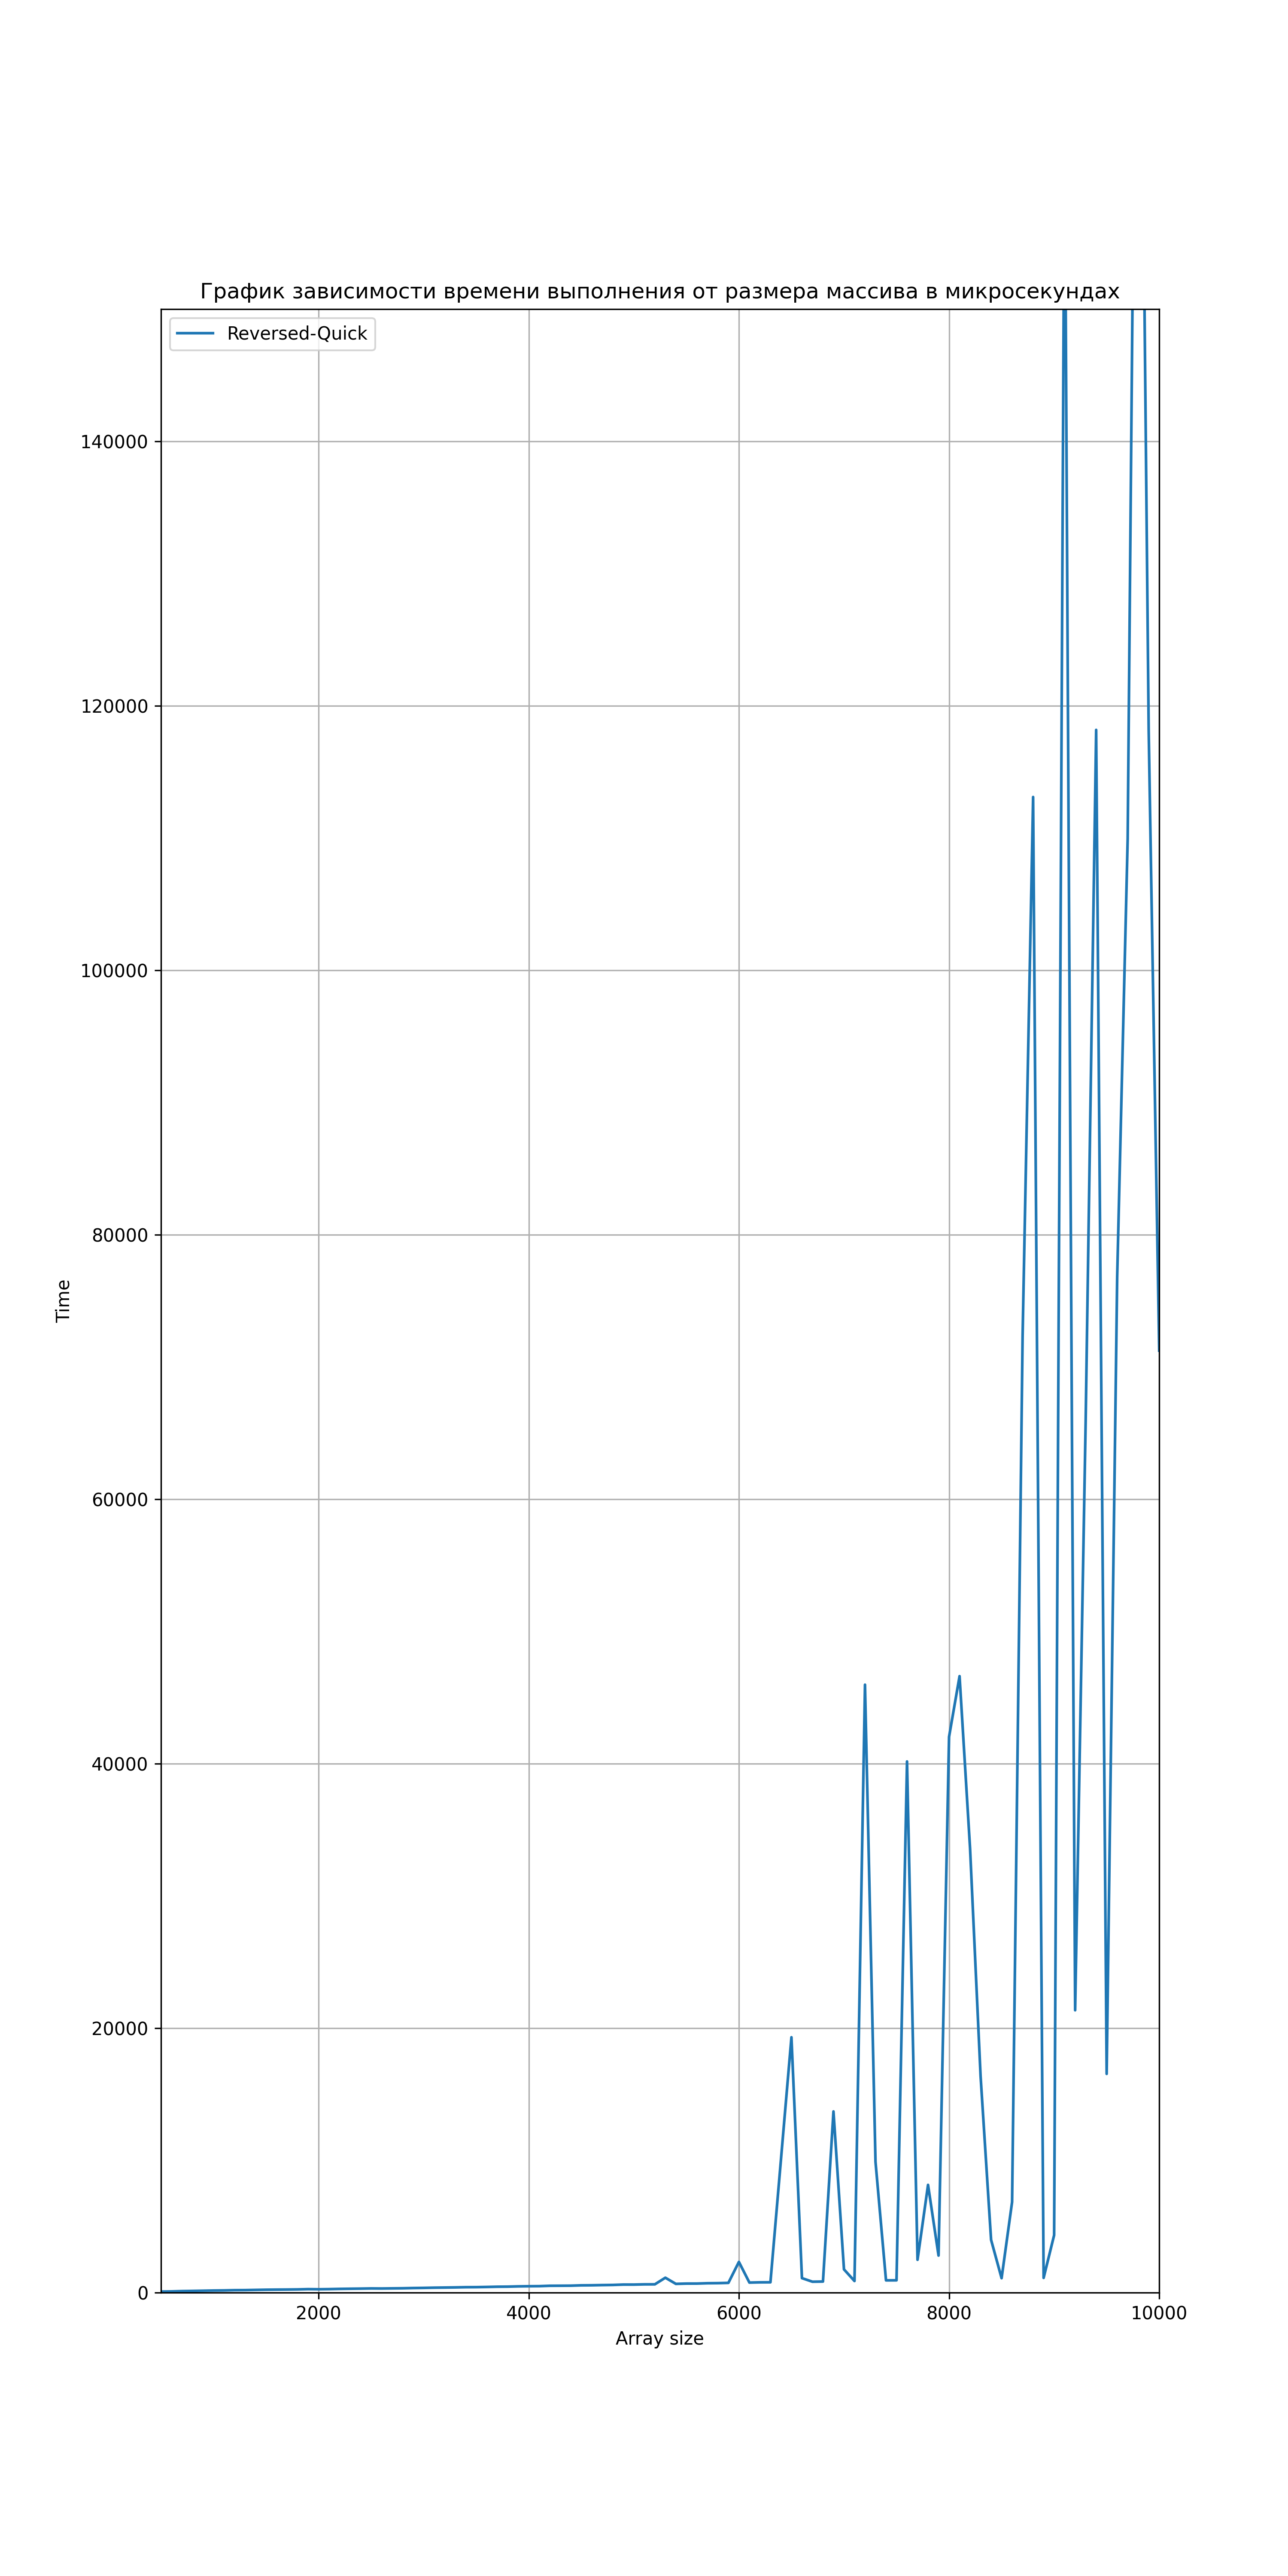 График зависимости времени выполнения от размера массива в микросекундах
Reversed-Quick
140000
120000
100000
80000
60000
40000
20000
0
Time
2000 4000 6000 8000 10000
Array size